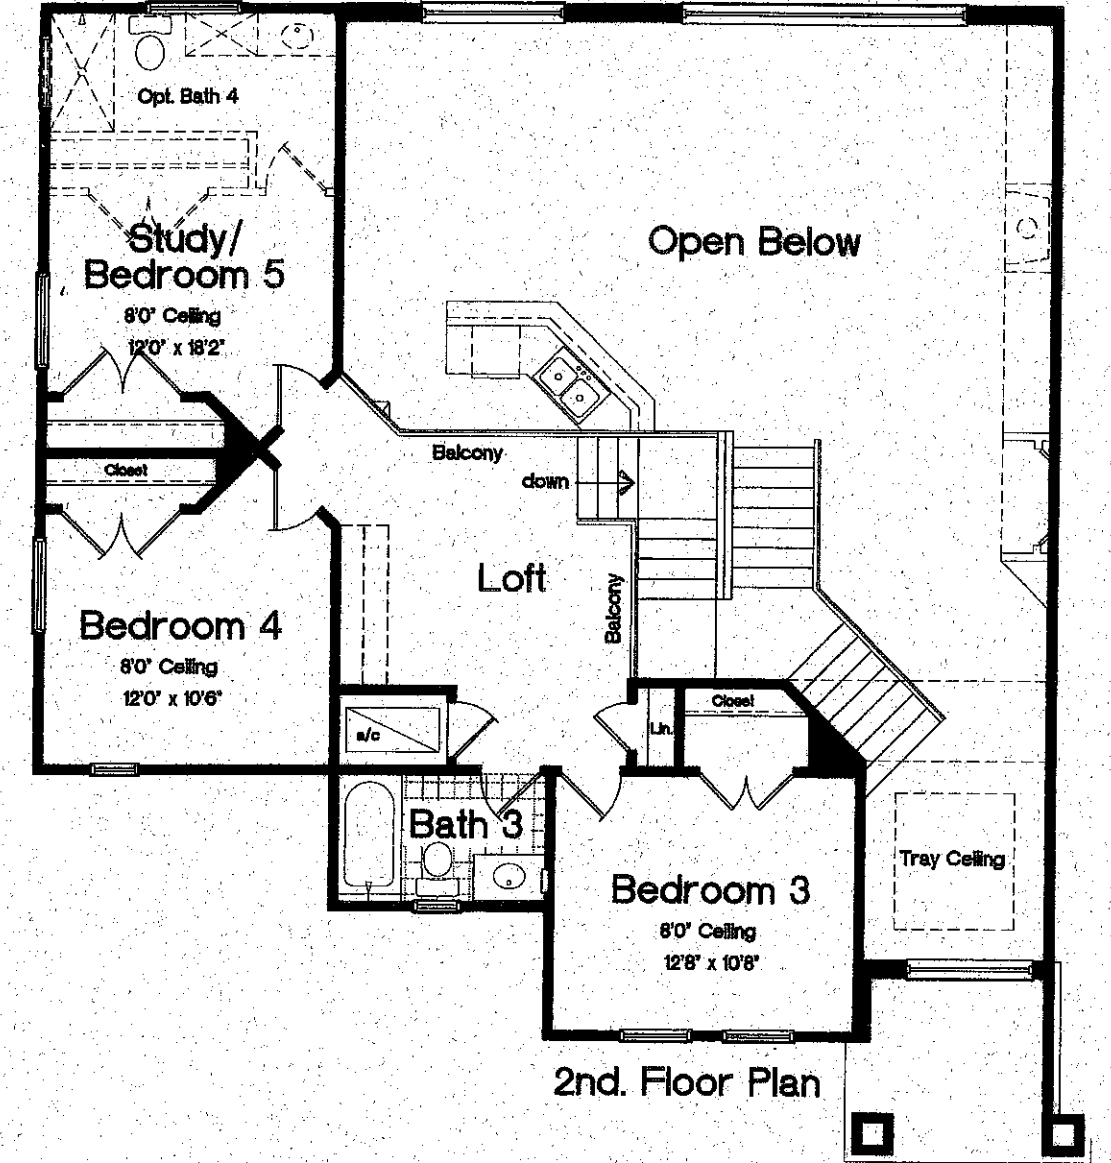 Opt. Bath 4
Study/
Bedroom 5
8'0" Ceiling
12'0" x 18'2"
Open Below
Closet
Balcony
down
Loft
Balcony
Bedroom 4
8'0" Ceiling
12'0" x 10'6"
a/c
Lin.
Closet
Bath 3
Bedroom 3
8'0" Ceiling
12'8" x 10'8"
Tray Ceiling
2nd. Floor Plan